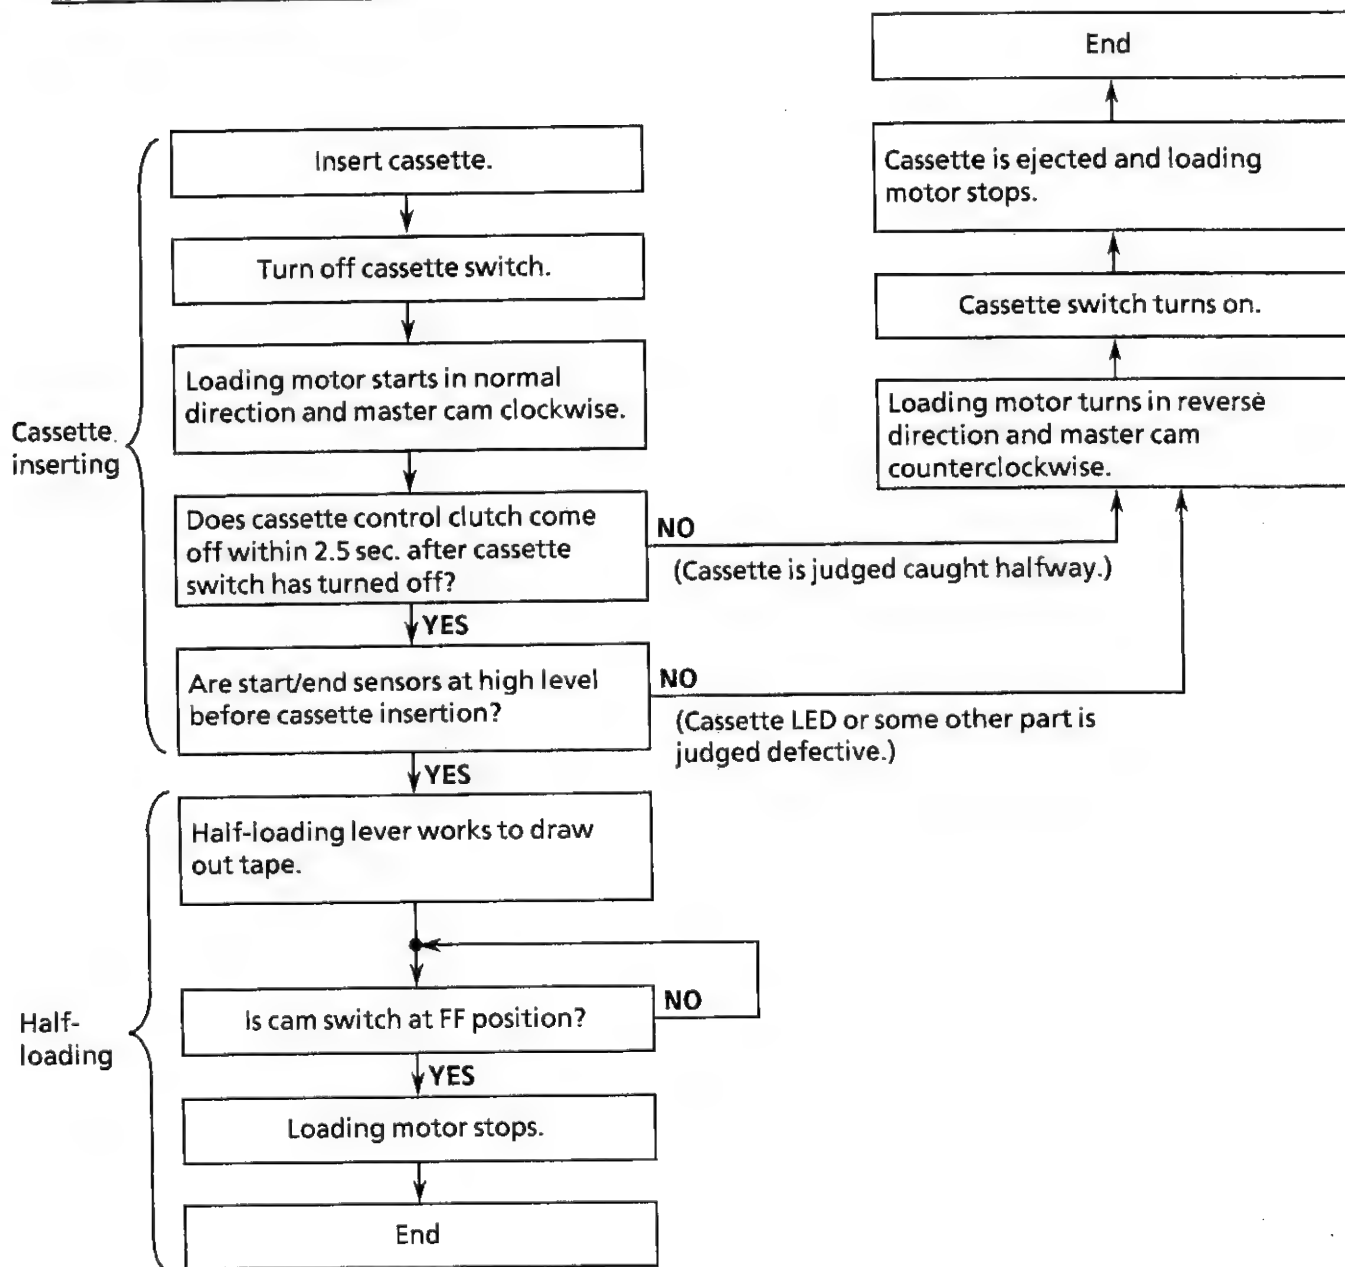 Cassette
inserting
Insert cassette.
Turn off cassette switch.
Loading motor starts in normal
direction and master cam clockwise.
Does cassette control clutch come
off within 2.5 sec. after cassette
switch has turned off?
NO
(Cassette is judged caught halfway.)
YES
Are start/end sensors at high level
before cassette insertion?
NO
(Cassette LED or some other part is
judged defective.)
YES
Half-
loading
Half-loading lever works to draw
out tape.
Is cam switch at FF position?
NO
YES
Loading motor stops.
End
End
Cassette is ejected and loading
motor stops.
Cassette switch turns on.
Loading motor turns in reverse
direction and master cam
counterclockwise.